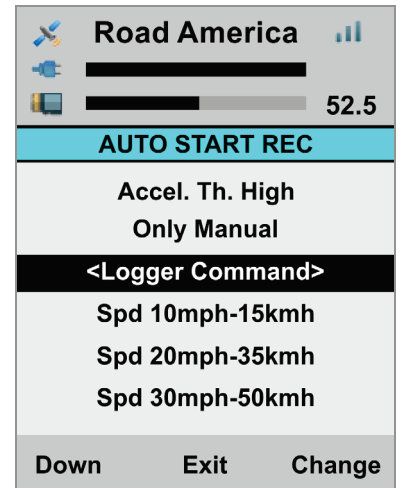 Road America
52.5
AUTO START REC
Accel. Th. High
Only Manual
<Logger Command>
Spd 10mph-15kmh
Spd 20mph-35kmh
Spd 30mph-50kmh
Down Exit Change